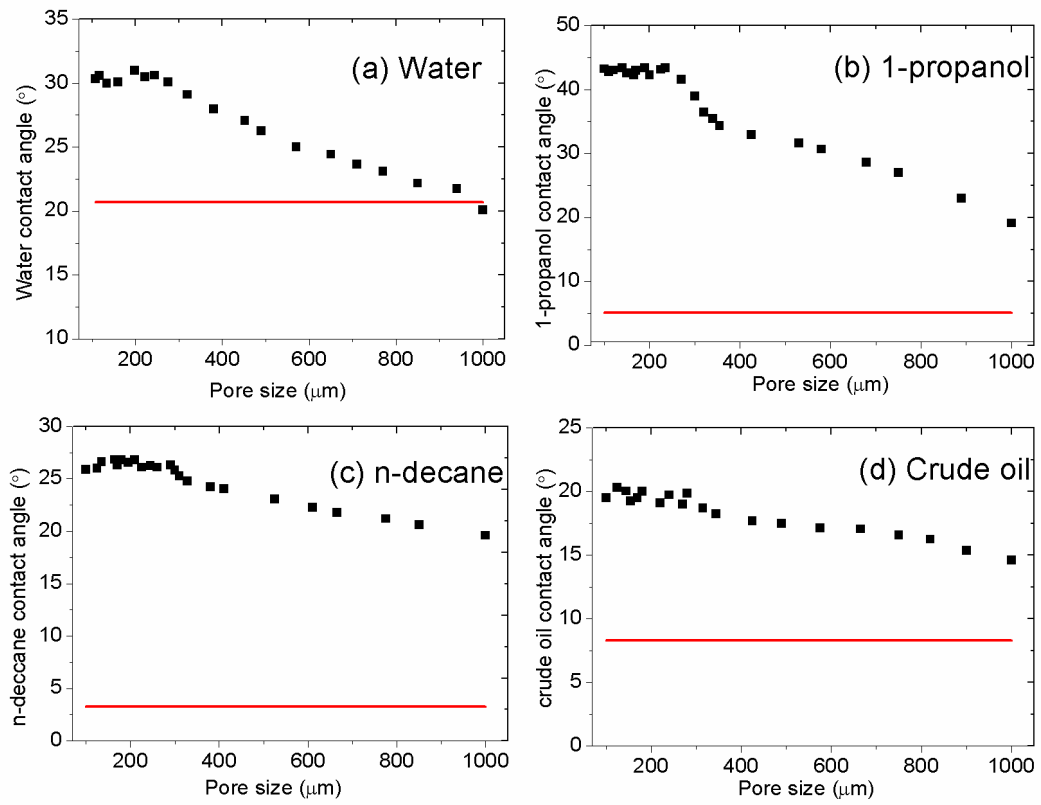 35
30
25
20
15
10
Water contact angle (°)
(a) Water
200 400 600 800 1000
Pore size (μm)
50
40
30
20
10
0
1-propanol contact angle (°)
(b) 1-propanol
200 400 600 800 1000
Pore size (μm)
30
25
20
15
10
5
0
n-deccane contact angle (°)
(c) n-decane
200 400 600 800 1000
Pore size (μm)
25
20
15
10
5
0
crude oil contact angle (°)
(d) Crude oil
200 400 600 800 1000
Pore size (μm)